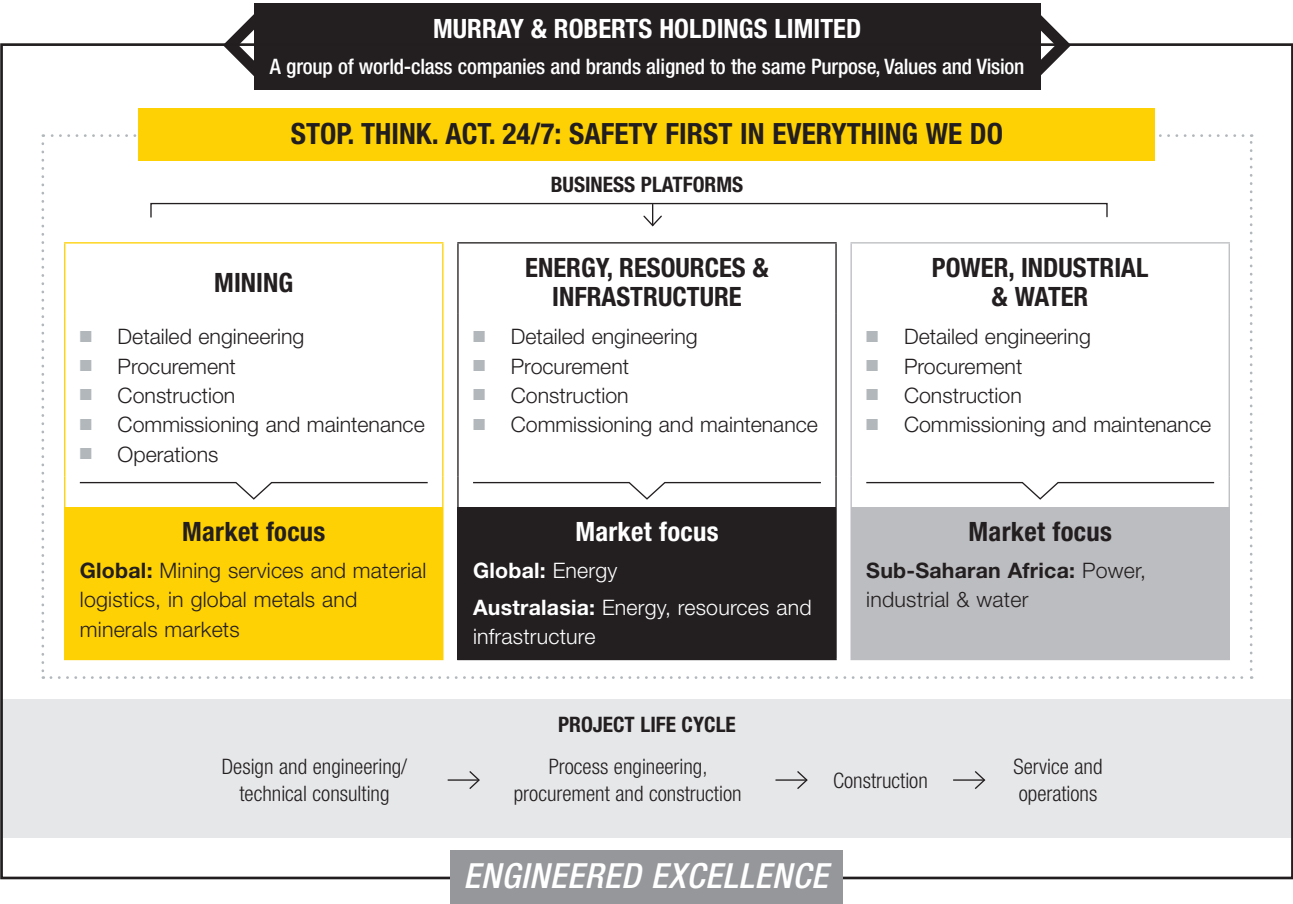 MURRAY & ROBERTS HOLDINGS LIMITED
A group of world-class companies and brands aligned to the same Purpose, Values and Vision
STOP. THINK. ACT. 24/7: SAFETY FIRST IN EVERYTHING WE DO
BUSINESS PLATFORMS
MINING
Detailed engineering
Procurement
Construction
Commissioning and maintenance
Operations
Market focus
Global: Mining services and material
logistics, in global metals and
minerals markets
ENERGY, RESOURCES &
INFRASTRUCTURE
Detailed engineering
Procurement
Construction
Commissioning and maintenance
Market focus
Global: Energy
Australasia: Energy, resources and
infrastructure
POWER, INDUSTRIAL
& WATER
Detailed engineering
Procurement
Construction
Commissioning and maintenance
Market focus
Sub-Saharan Africa: Power,
industrial & water
PROJECT LIFE CYCLE
Design and engineering/
technical consulting
Process engineering,
procurement and construction
Construction
Service and
operations
ENGINEERED EXCELLENCE